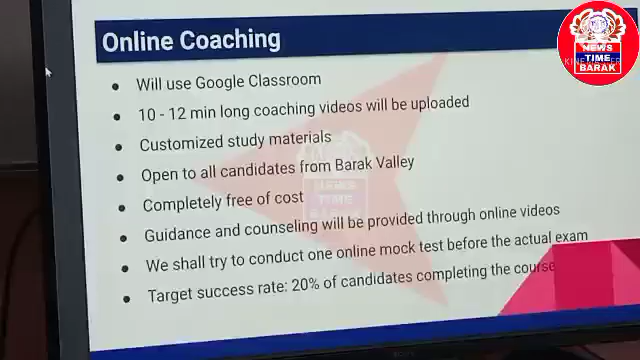 Online Coaching
NEWS
TIME
BARAK
Will use Google Classroom
10 - 12 min long coaching videos will be uploaded
Customized study materials
Open to all candidates from Barak Valley
Completely free of cost
NEWS
TIME
BARAK
Guidance and counseling will be provided through online videos
We shall try to conduct one online mock test before the actual exam
Target success rate: 20% of candidates completing the course